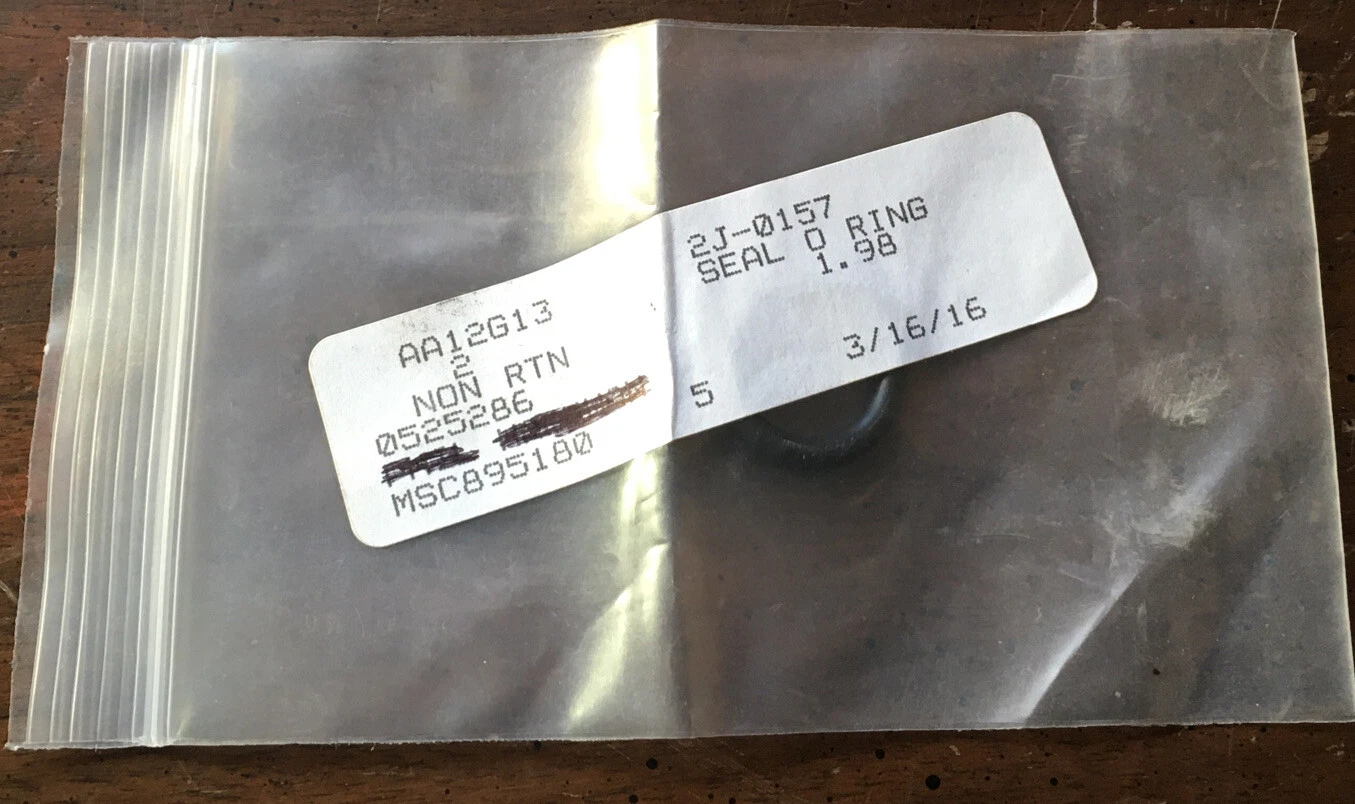 AA12G13
2
NON RTN
0525286
MSC895180
2J-0157
SEAL O RING
1.98
3/16/16
5